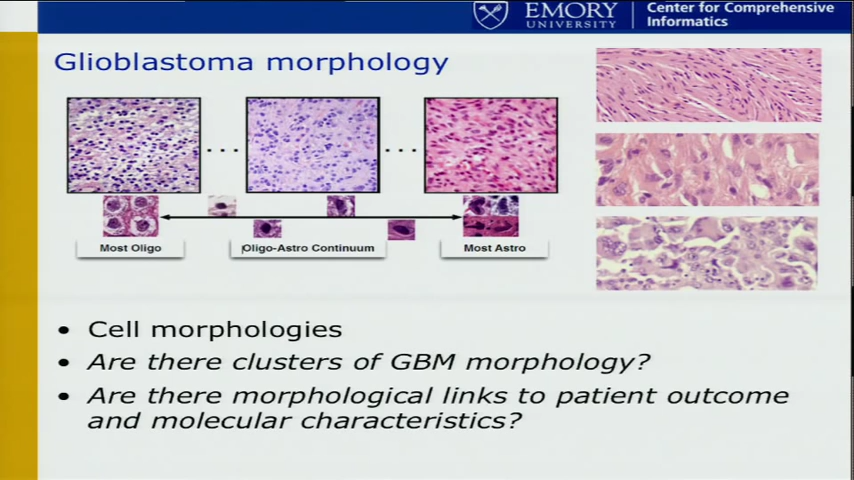 EMORY
UNIVERSITY
Center for Comprehensive
Informatics
Glioblastoma morphology
Most Oligo
Oligo-Astro Continuum
Most Astro
• Cell morphologies
• Are there clusters of GBM morphology?
• Are there morphological links to patient outcome
and molecular characteristics?